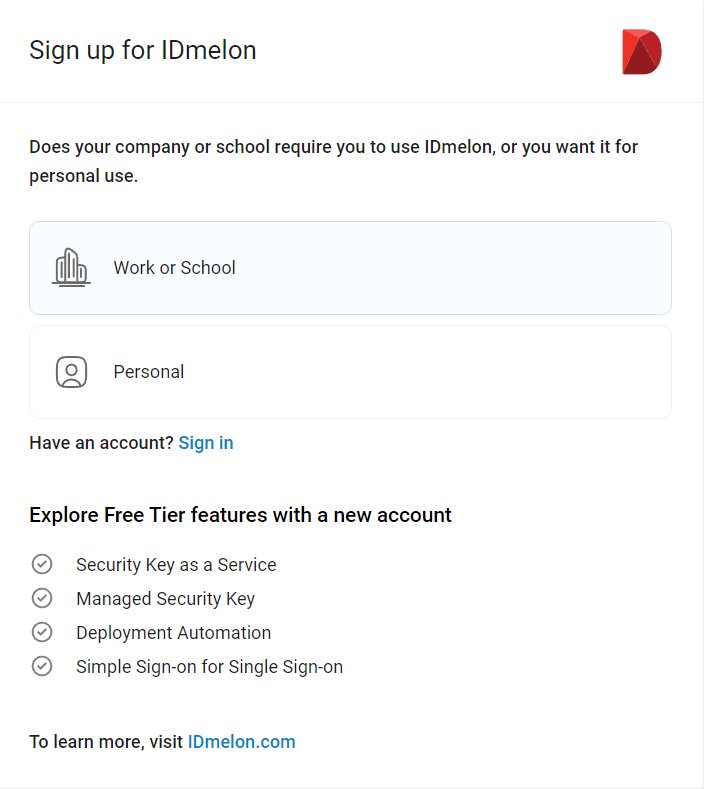 Sign up for IDmelon
Does your company or school require you to use IDmelon, or you want it for
personal use.
Work or School
Personal
Have an account? Sign in
Explore Free Tier features with a new account
Security Key as a Service
Managed Security Key
Deployment Automation
Simple Sign-on for Single Sign-on
To learn more, visit IDmelon.com